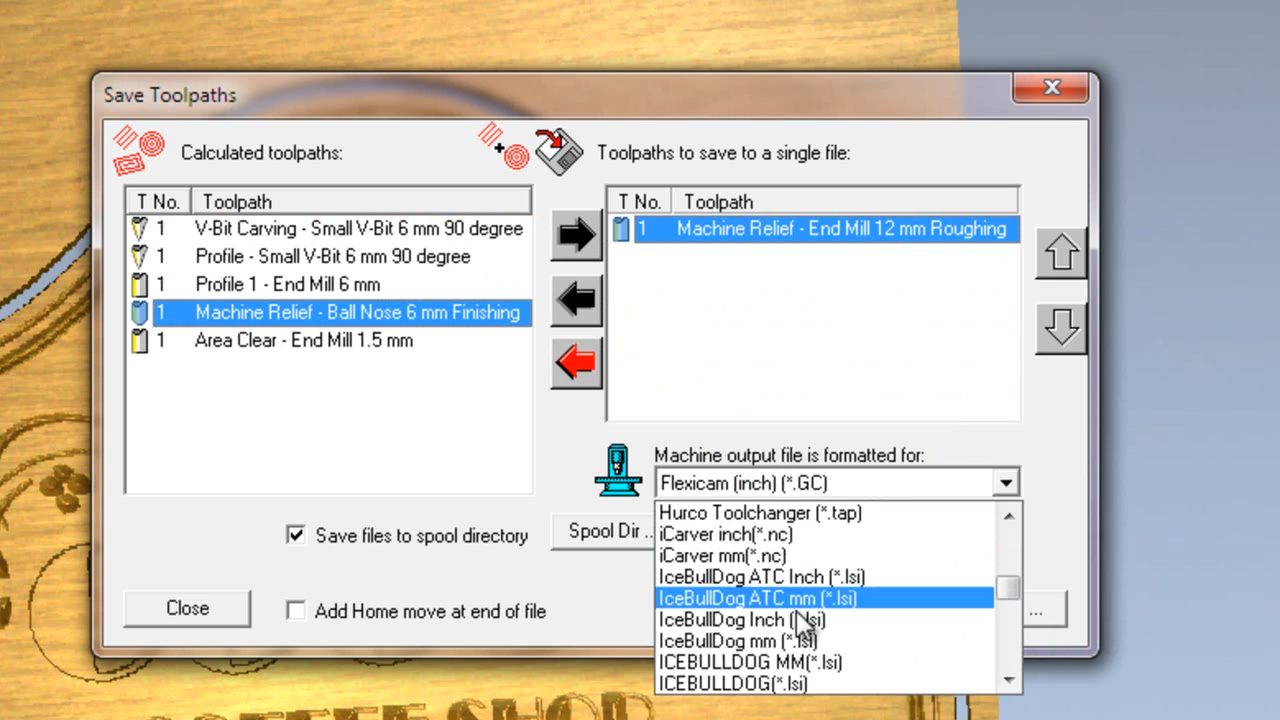 Save Toolpaths
Calculated toolpaths:
Toolpaths to save to a single file:
T No. Toolpath
1 V-Bit Carving - Small V-Bit 6 mm 90 degree
1 Profile - Small V-Bit 6 mm 90 degree
1 Profile 1 - End Mill 6 mm
1 Machine Relief - Ball Nose 6 mm Finishing
1 Area Clear - End Mill 1.5 mm
T No. Toolpath
1 Machine Relief - End Mill 12 mm Roughing
Machine output file is formatted for:
Flexicam (inch) (*.GC)
Hurco Toolchanger (*.tap)
iCarver inch(*.nc)
iCarver mm(*.nc)
IceBullDog ATC Inch (*.lsi)
IceBullDog ATC mm (*.lsi)
IceBullDog Inch (*.lsi)
IceBullDog mm (*.lsi)
ICEBULLDOG MM(*.lsi)
ICEBULLDOG(*.lsi)
Save files to spool directory
Spool Dir ...
Close
Add Home move at end of file
...
COFFEE SHOP